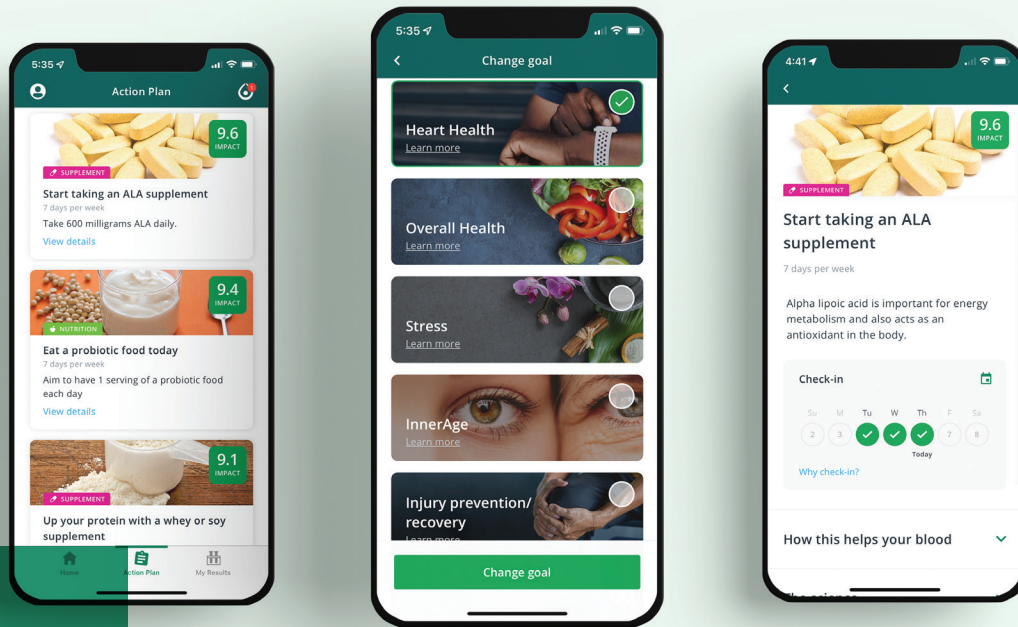 5:35
Action Plan
1
9.6
IMPACT
SUPPLEMENT
Start taking an ALA supplement
7 days per week
Take 600 milligrams ALA daily.
View details
9.4
IMPACT
NUTRITION
Eat a probiotic food today
7 days per week
Aim to have 1 serving of a probiotic food
each day
View details
9.1
IMPACT
SUPPLEMENT
Up your protein with a whey or soy
supplement
Home
Action Plan
My Results
5:35
Change goal
Heart Health
Learn more
Overall Health
Learn more
Stress
Learn more
InnerAge
Learn more
Injury prevention/
recovery
Learn more
Change goal
4:41
9.6
IMPACT
SUPPLEMENT
Start taking an ALA
supplement
7 days per week
Alpha lipoic acid is important for energy
metabolism and also acts as an
antioxidant in the body.
Check-in
Su M Tu W Th F Sa
2 3 7 8
Today
Why check-in?
How this helps your blood
The science